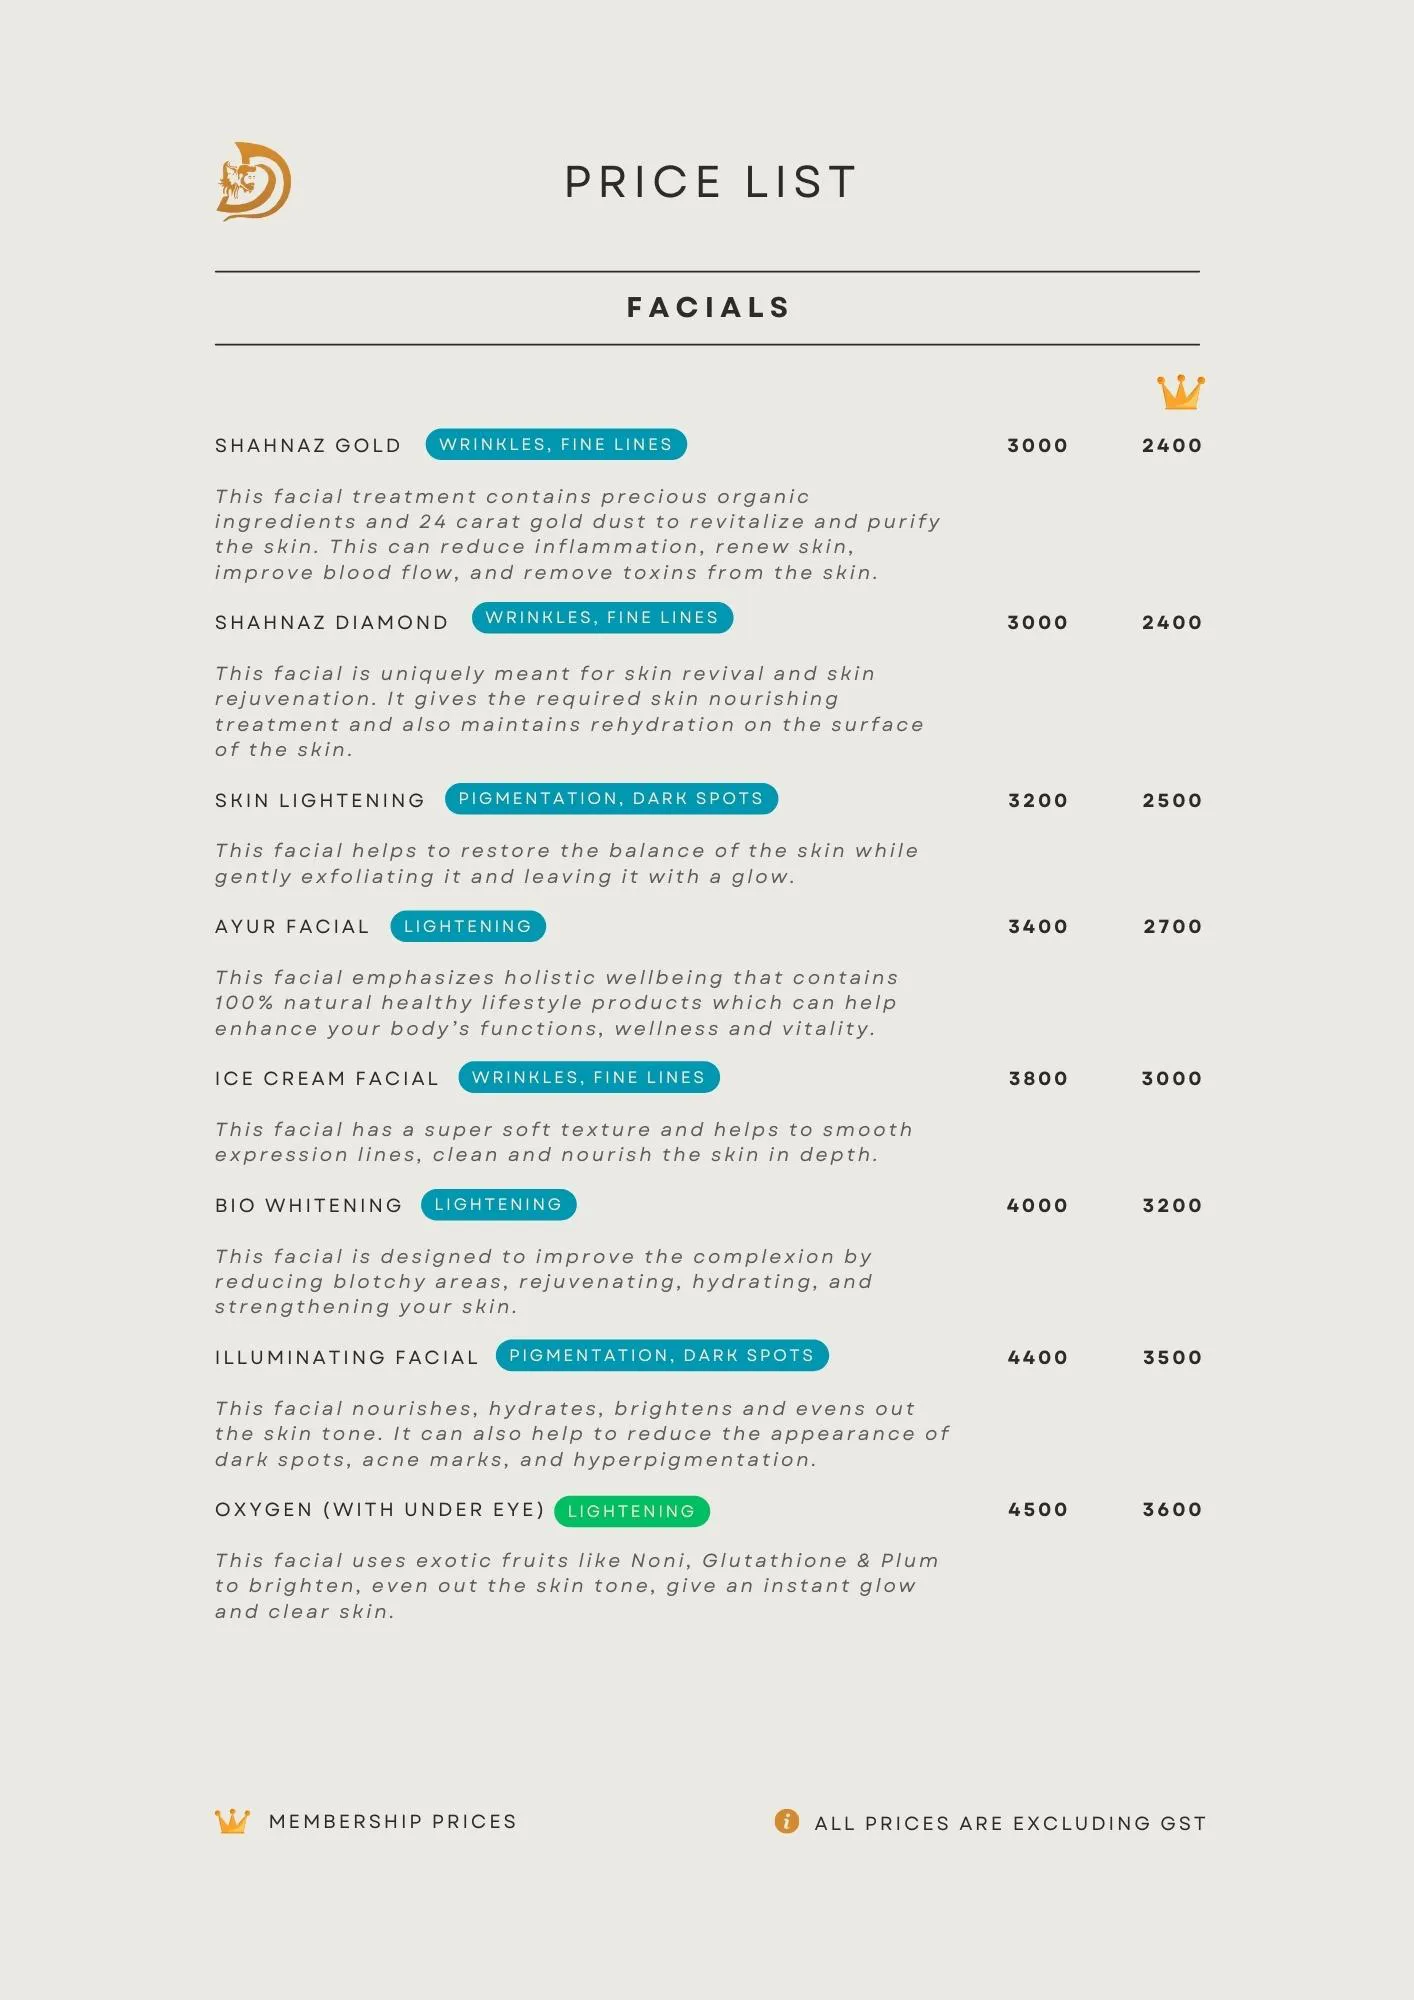 PRICE LIST
FACIALS
SHAHNAZ GOLD WRINKLES, FINE LINES 3000 2400
This facial treatment contains precious organic
ingredients and 24 carat gold dust to revitalize and purify
the skin. This can reduce inflammation, renew skin,
improve blood flow, and remove toxins from the skin.
SHAHNAZ DIAMOND WRINKLES, FINE LINES 3000 2400
This facial is uniquely meant for skin revival and skin
rejuvenation. It gives the required skin nourishing
treatment and also maintains rehydration on the surface
of the skin.
SKIN LIGHTENING PIGMENTATION, DARK SPOTS 3200 2500
This facial helps to restore the balance of the skin while
gently exfoliating it and leaving it with a glow.
AYUR FACIAL LIGHTENING 3400 2700
This facial emphasizes holistic wellbeing that contains
100% natural healthy lifestyle products which can help
enhance your body’s functions, wellness and vitality.
ICE CREAM FACIAL WRINKLES, FINE LINES 3800 3000
This facial has a super soft texture and helps to smooth
expression lines, clean and nourish the skin in depth.
BIO WHITENING LIGHTENING 4000 3200
This facial is designed to improve the complexion by
reducing blotchy areas, rejuvenating, hydrating, and
strengthening your skin.
ILLUMINATING FACIAL PIGMENTATION, DARK SPOTS 4400 3500
This facial nourishes, hydrates, brightens and evens out
the skin tone. It can also help to reduce the appearance of
dark spots, acne marks, and hyperpigmentation.
OXYGEN (WITH UNDER EYE) LIGHTENING 4500 3600
This facial uses exotic fruits like Noni, Glutathione & Plum
to brighten, even out the skin tone, give an instant glow
and clear skin.
MEMBERSHIP PRICES
ALL PRICES ARE EXCLUDING GST